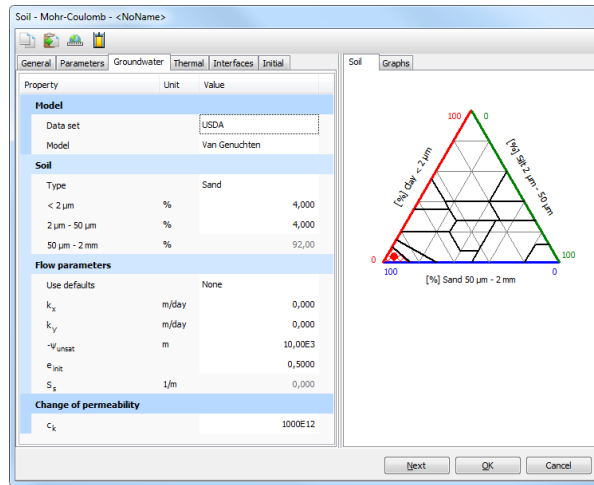 Soil - Mohr-Coulomb - <NoName>
General Parameters Groundwater Thermal Interfaces Initial
Property Unit Value
Model
Data set USDA
Model Van Genuchten
Soil
Type Sand
< 2 µm % 4,000
2 µm - 50 µm % 4,000
50 µm - 2 mm % 92,00
Flow parameters
Use defaults None
kx m/day 0,000
ky m/day 0,000
-ψunsat m 10,00E3
einit 0,5000
Ss 1/m 0,000
Change of permeability
ck 1000E12
Soil Graphs
100 0
[%] Clay < 2 µm
[%] Silt 2 µm - 50 µm
0 100
100 0
[%] Sand 50 µm - 2 mm
Next OK Cancel